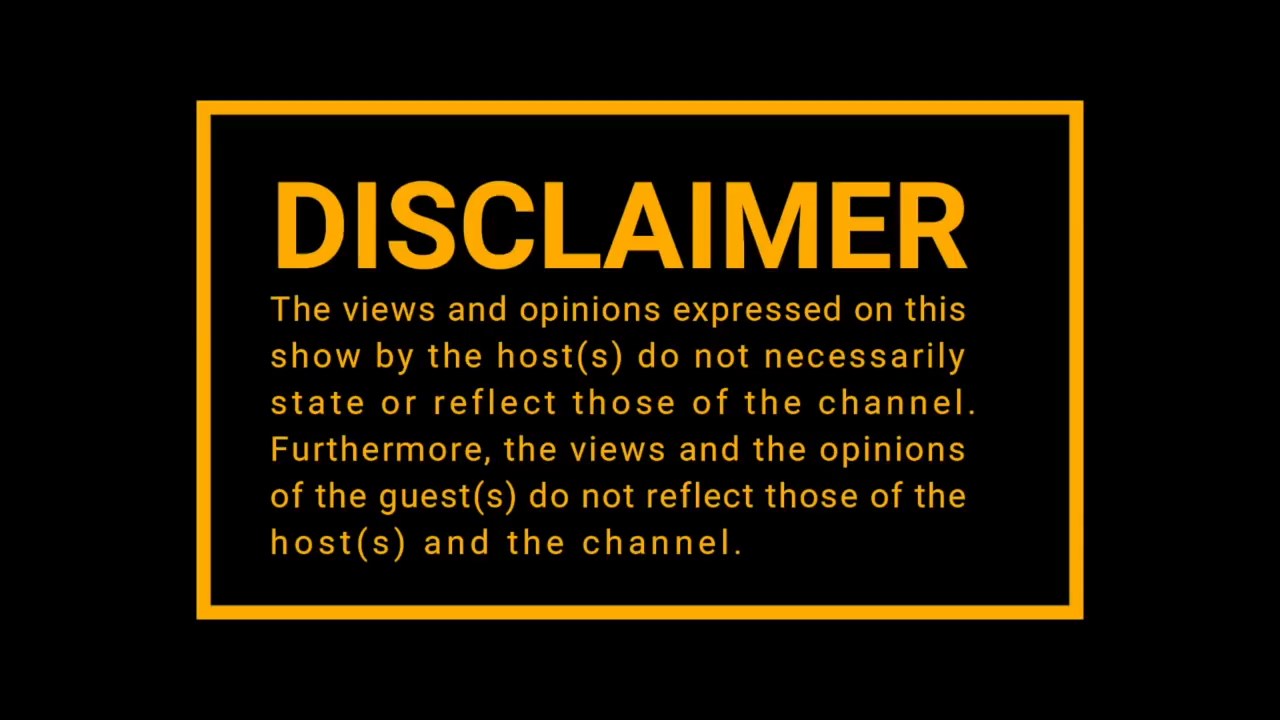 DISCLAIMER
The views and opinions expressed on this
show by the host(s) do not necessarily
state or reflect those of the channel.
Furthermore, the views and the opinions
of the guest(s) do not reflect those of the
host(s) and the channel.